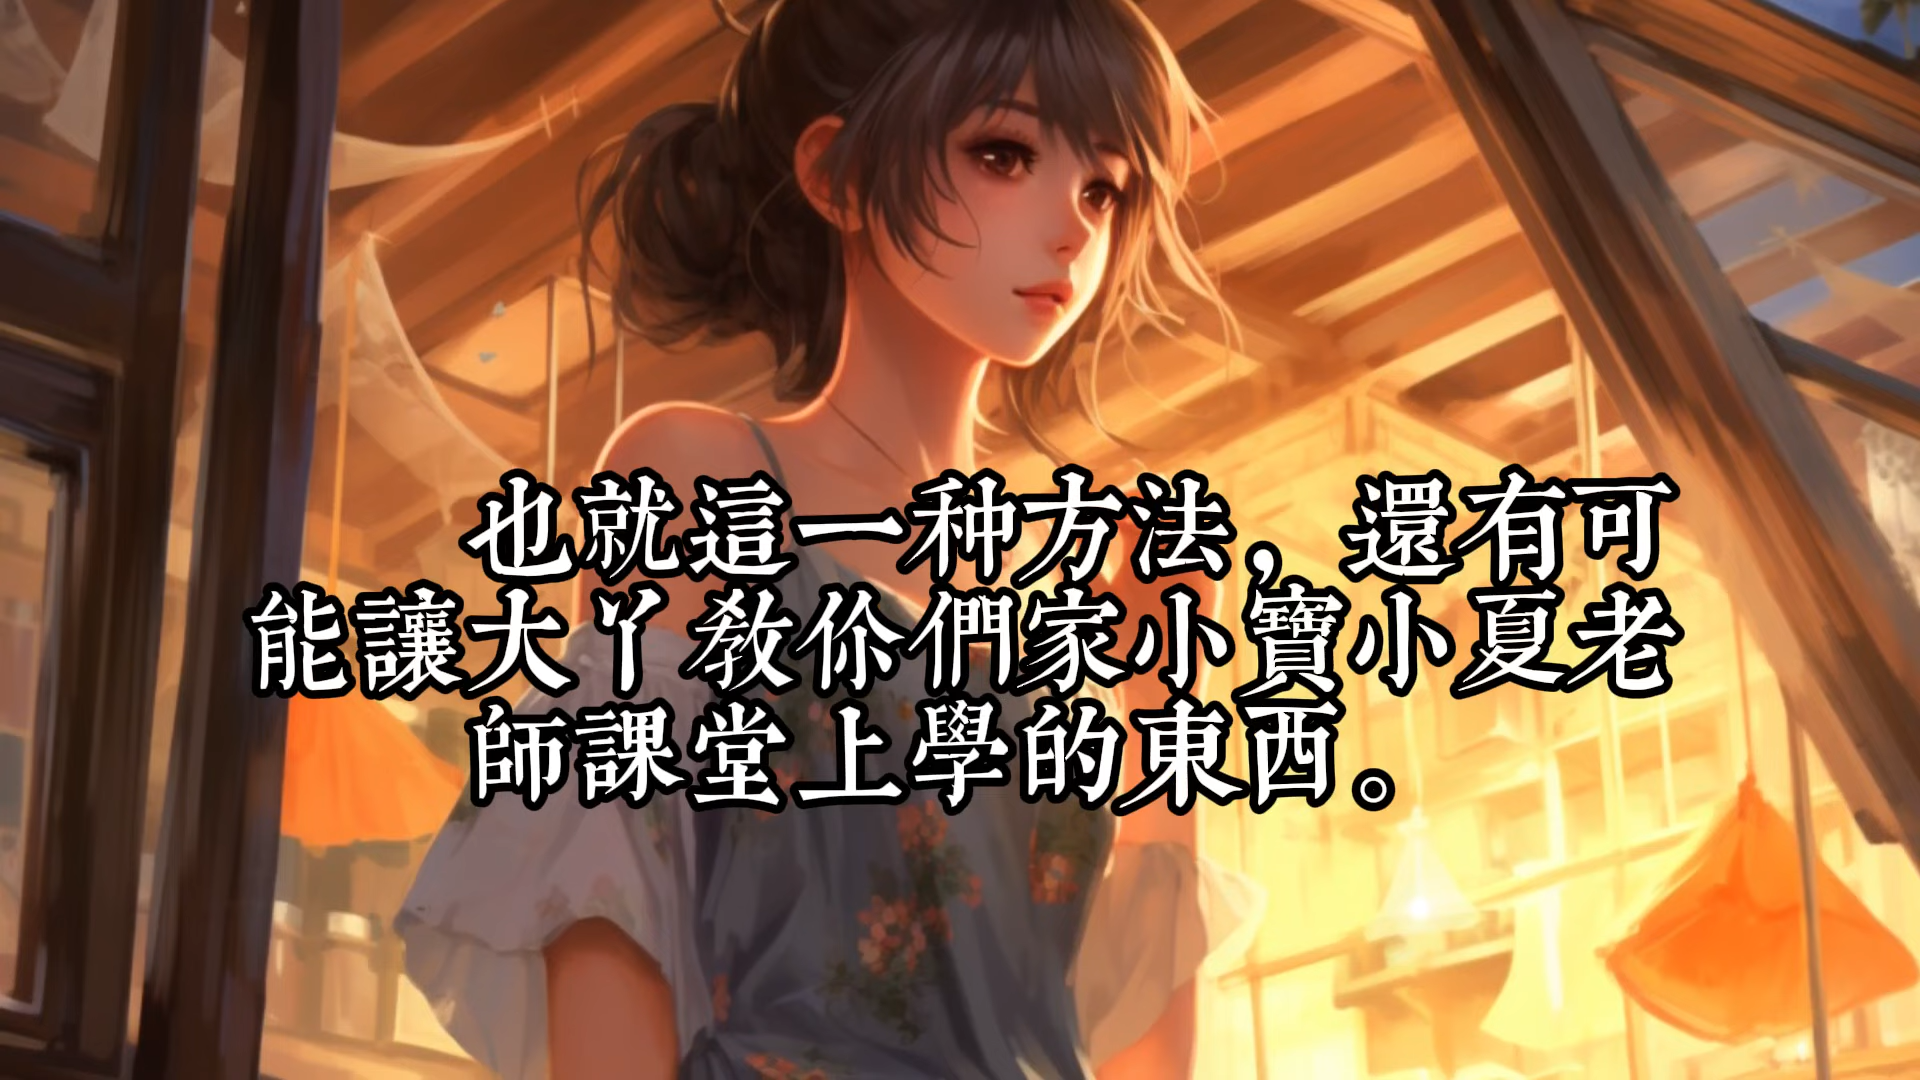 也就這一种方法，還有可
能讓大丫教你們家小寶小夏老
師課堂上學的東西。